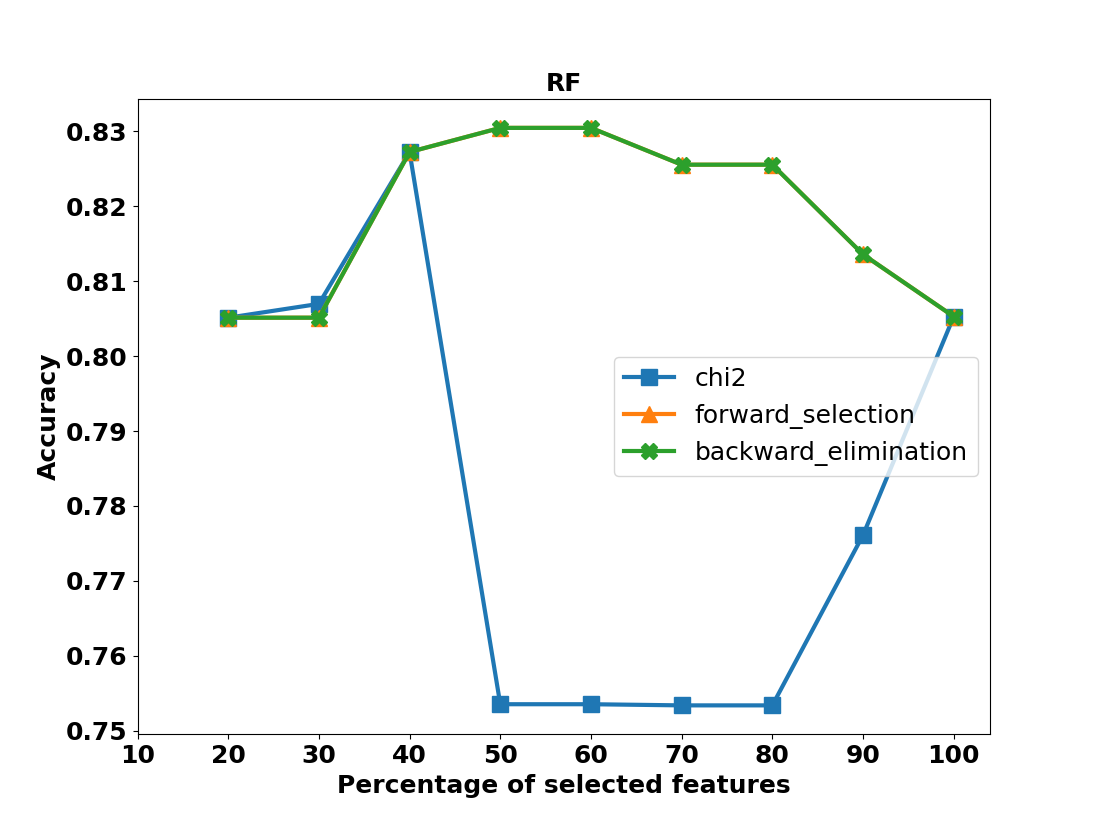 RF
0.83
0.82
0.81
0.80
0.79
0.78
0.77
0.76
0.75
Accuracy
chi2
forward_selection
backward_elimination
10 20 30 40 50 60 70 80 90 100
Percentage of selected features